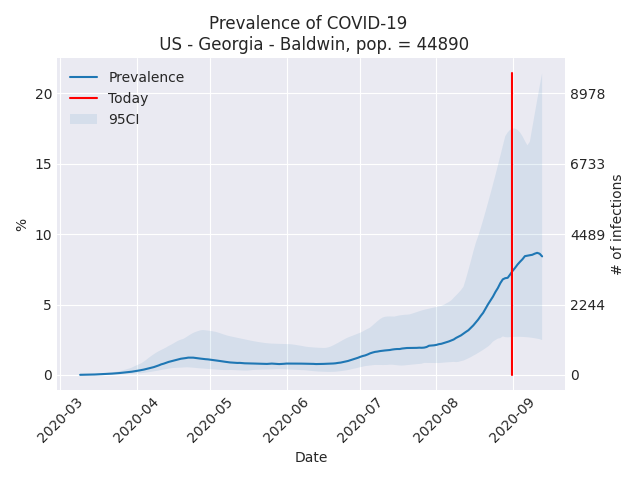 Prevalence of COVID-19
US - Georgia - Baldwin, pop. = 44890
Prevalence
Today
95CI
20
15
10
5
0
%
8978
6733
4489
2244
0
# of infections
2020-03
2020-04
2020-05
2020-06
2020-07
2020-08
2020-09
Date